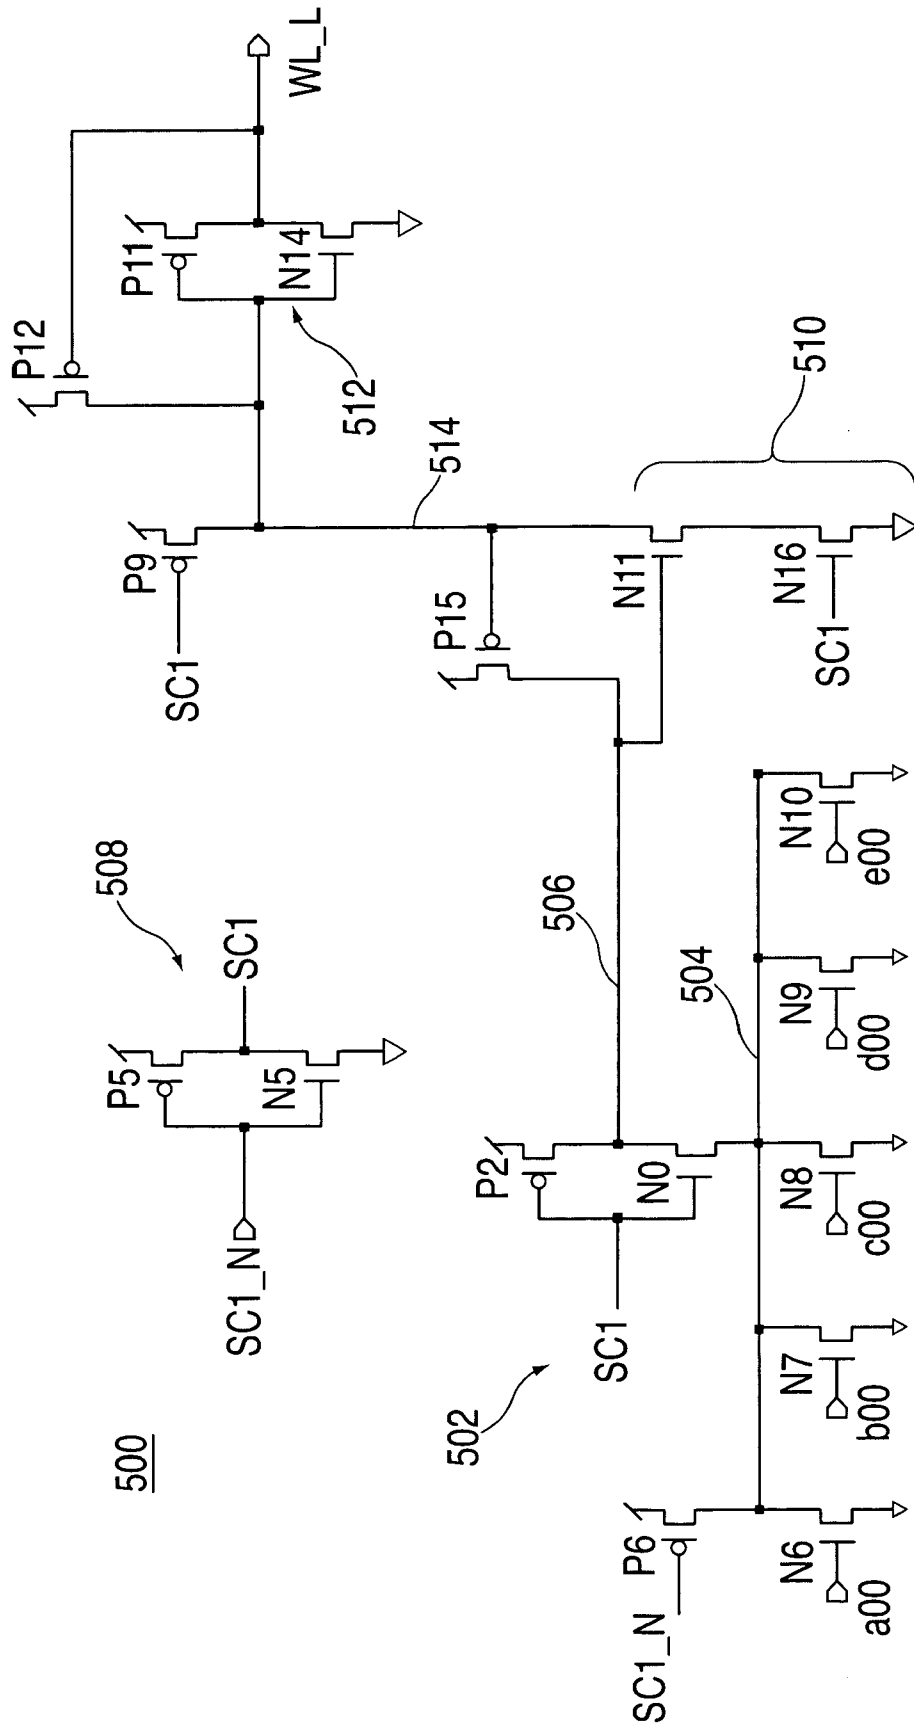 500
SC1_N
P5
N5
SC1
508
SC1
P9
P12
P11
N14
WL_L
512
514
502
SC1
P2
N0
506
P15
N11
SC1
N16
510
SC1_N
P6
504
N6
a00
N7
b00
N8
c00
N9
d00
N10
e00